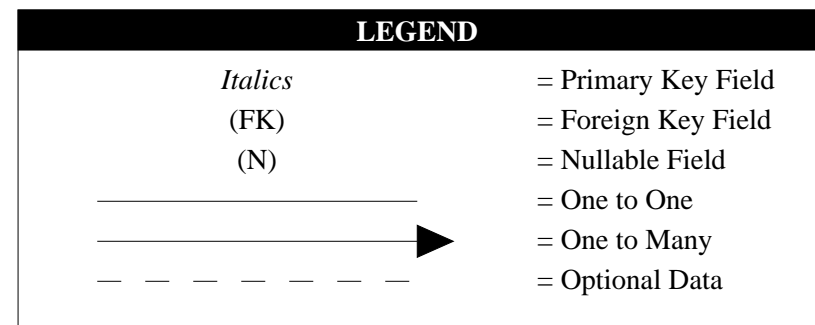 LEGEND
Italics = Primary Key Field
(FK) = Foreign Key Field
(N) = Nullable Field
= One to One
= One to Many
= Optional Data